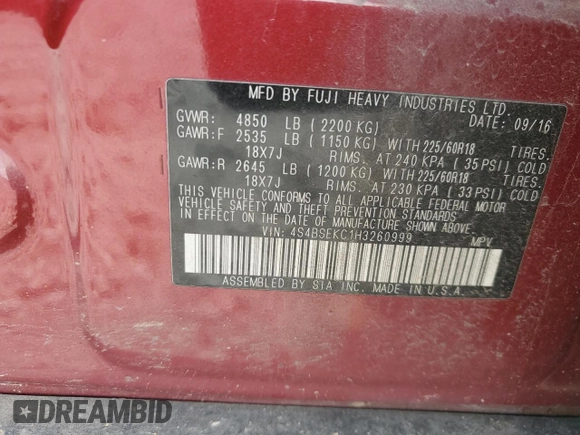 MFD BY FUJI HEAVY INDUSTRIES LTD.
GVWR: 4850 LB (2200 KG) DATE: 09/16
GAWR:F 2535 LB (1150 KG) WITH 225/60R18 TIRES.
18X7J RIMS. AT 240 KPA (35 PSI) COLD
GAWR:R 2645 LB (1200 KG) WITH 225/60R18 TIRES.
18X7J RIMS. AT 230 KPA (33 PSI) COLD
THIS VEHICLE CONFORMS TO ALL APPLICABLE FEDERAL MOTOR
VEHICLE SAFETY AND THEFT PREVENTION STANDARDS
IN EFFECT ON THE DATE OF MANUFACTURE SHOWN ABOVE.
VIN: 4S4BSEKC1H3260999 MPV
ASSEMBLED BY SIA INC. MADE IN U.S.A.
DREAMBID